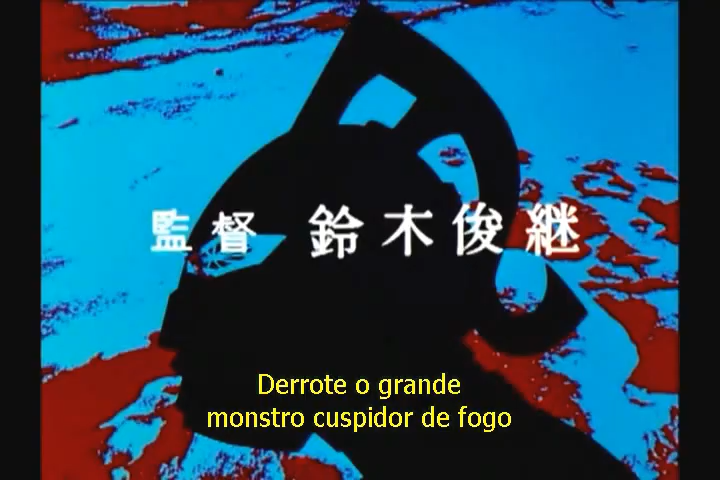 監督 鈴木俊継
Derrote o grande
monstro cuspidor de fogo